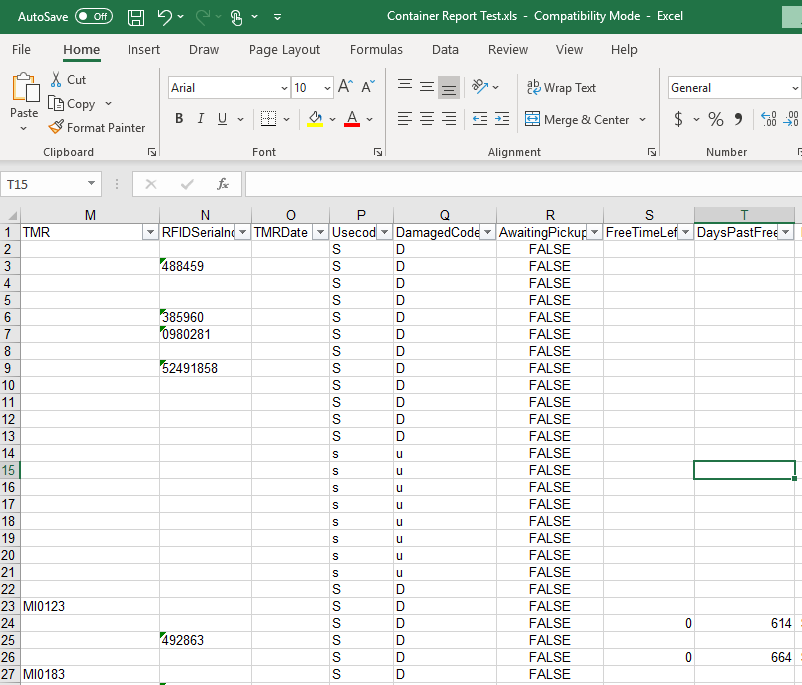 AutoSave Off Container Report Test.xls - Compatibility Mode - Excel
File Home Insert Draw Page Layout Formulas Data Review View Help
Paste Cut Copy Format Painter Clipboard
Arial 10 A A B I U A Font
ab Wrap Text Merge & Center Alignment
General $ % 9 .00 Number
T15 fx
M N O P Q R S T
1 TMR RFIDSerialno TMRDate Usecod DamagedCode AwaitingPickup FreeTimeLef DaysPastFree
2 S D FALSE
3 488459 S D FALSE
4 S D FALSE
5 S D FALSE
6 385960 S D FALSE
7 0980281 S D FALSE
8 S D FALSE
9 52491858 S D FALSE
10 S D FALSE
11 S D FALSE
12 S D FALSE
13 S D FALSE
14 s u FALSE
15 s u FALSE
16 s u FALSE
17 s u FALSE
18 s u FALSE
19 s u FALSE
20 s u FALSE
21 s u FALSE
22 S D FALSE
23 MI0123 S D FALSE
24 S D FALSE 0 614
25 492863 S D FALSE
26 S D FALSE 0 664
27 MI0183 S D FALSE